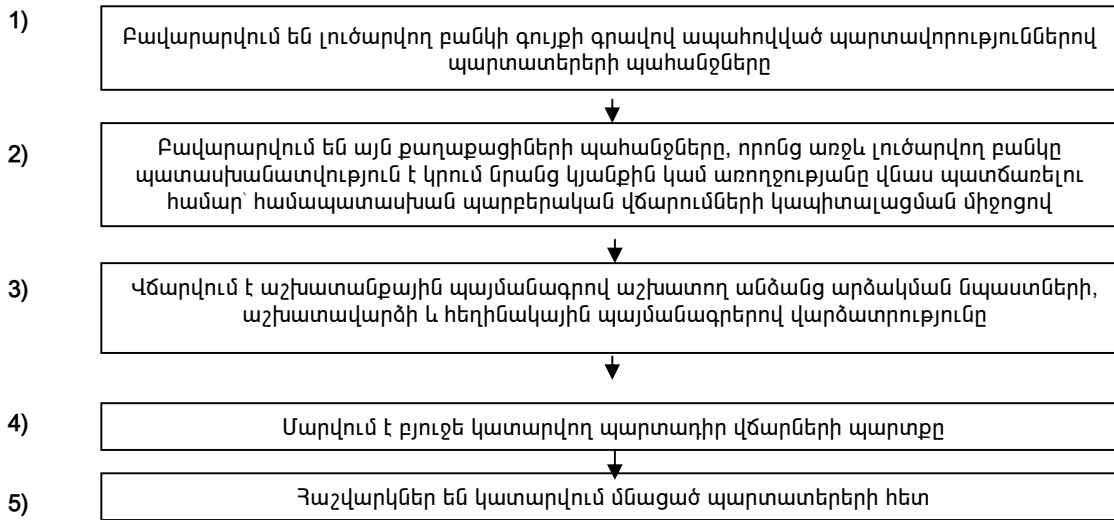 1)
Բավարարվում են լուծարվող բանկի գույքի գրավով ապահովված պարտավորություններով
պարտատերերի պահանջները
2)
Բավարարվում են այն քաղաքացիների պահանջները, որոնց առջև լուծարվող բանկը
պատասխանատվություն է կրում նրանց կյանքին կամ առողջությանը վնաս պատճառելու
համար՝ համապատասխան պարբերական վճարումների կապիտալացման միջոցով
3)
Վճարվում է աշխատանքային պայմանագրով աշխատող անձանց արձակման նպաստների,
աշխատավարձի և հեղինակային պայմանագրերով վարձատրությունը
4)
Մարվում է բյուջե կատարվող պարտադիր վճարների պարտքը
5)
Հաշվարկներ են կատարվում մնացած պարտատերերի հետ